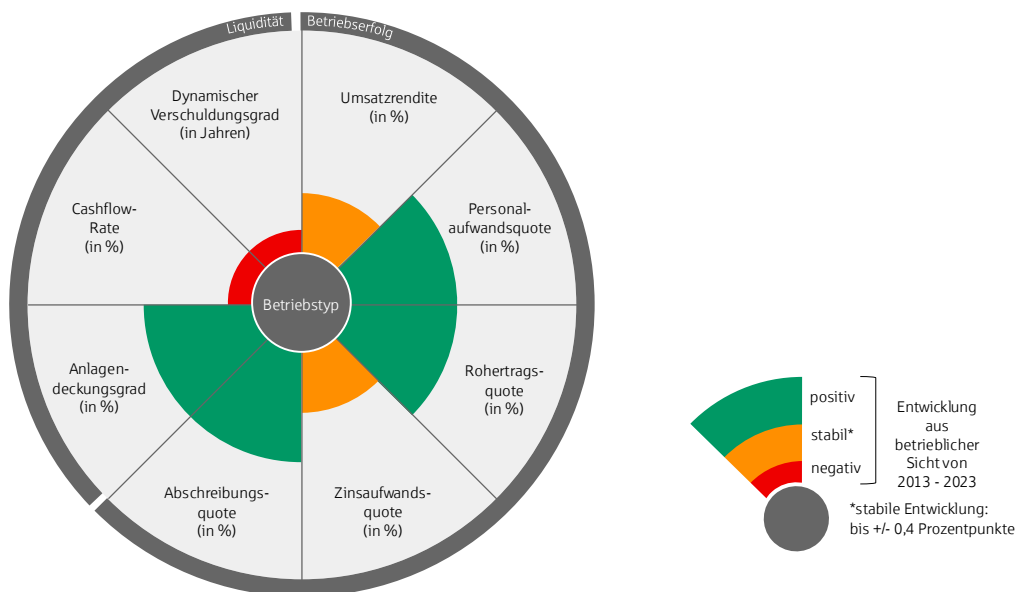 Liquidität
Betriebserfolg
Dynamischer
Verschuldungsgrad
(in Jahren)
Umsatzrendite
(in %)
Cashflow-
Rate
(in %)
Personal-
aufwandsquote
(in %)
Betriebstyp
Anlagen-
deckungsgrad
(in %)
Rohertrags-
quote
(in %)
Abschreibungs-
quote
(in %)
Zinsaufwands-
quote
(in %)
positiv
stabil*
negativ
Entwicklung
aus
betrieblicher
Sicht von
2013 - 2023
*stabile Entwicklung:
bis +/- 0,4 Prozentpunkte